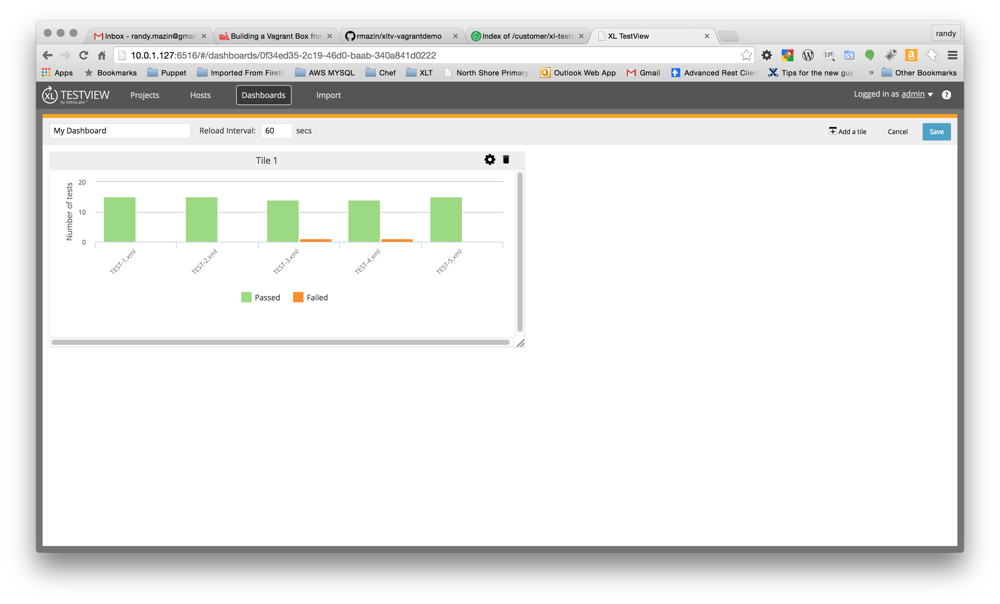 Inbox - randy.mazin@gmail
Building a Vagrant Box from
rmazin/xltv-vagrantdemo
Index of /customer/xl-testv
XL TestView
randy
10.0.1.127:6516/#/dashboards/0f34ed35-2c19-46d0-baab-340a841d0222
IP
Apps
Bookmarks
Puppet
Imported From Firefo
AWS MYSQL
Chef
XLT
North Shore Primary
Outlook Web App
Gmail
Advanced Rest Clien
Tips for the new guy
»
Other Bookmarks
XL TESTVIEW
by XebiaLabs™
Projects
Hosts
Dashboards
Import
Logged in as admin
?
My Dashboard
Reload Interval: 60 secs
Add a tile
Cancel
Save
Tile 1
Number of tests
20
10
0
TEST-1.xml
TEST-2.xml
TEST-3.xml
TEST-4.xml
TEST-5.xml
Passed
Failed